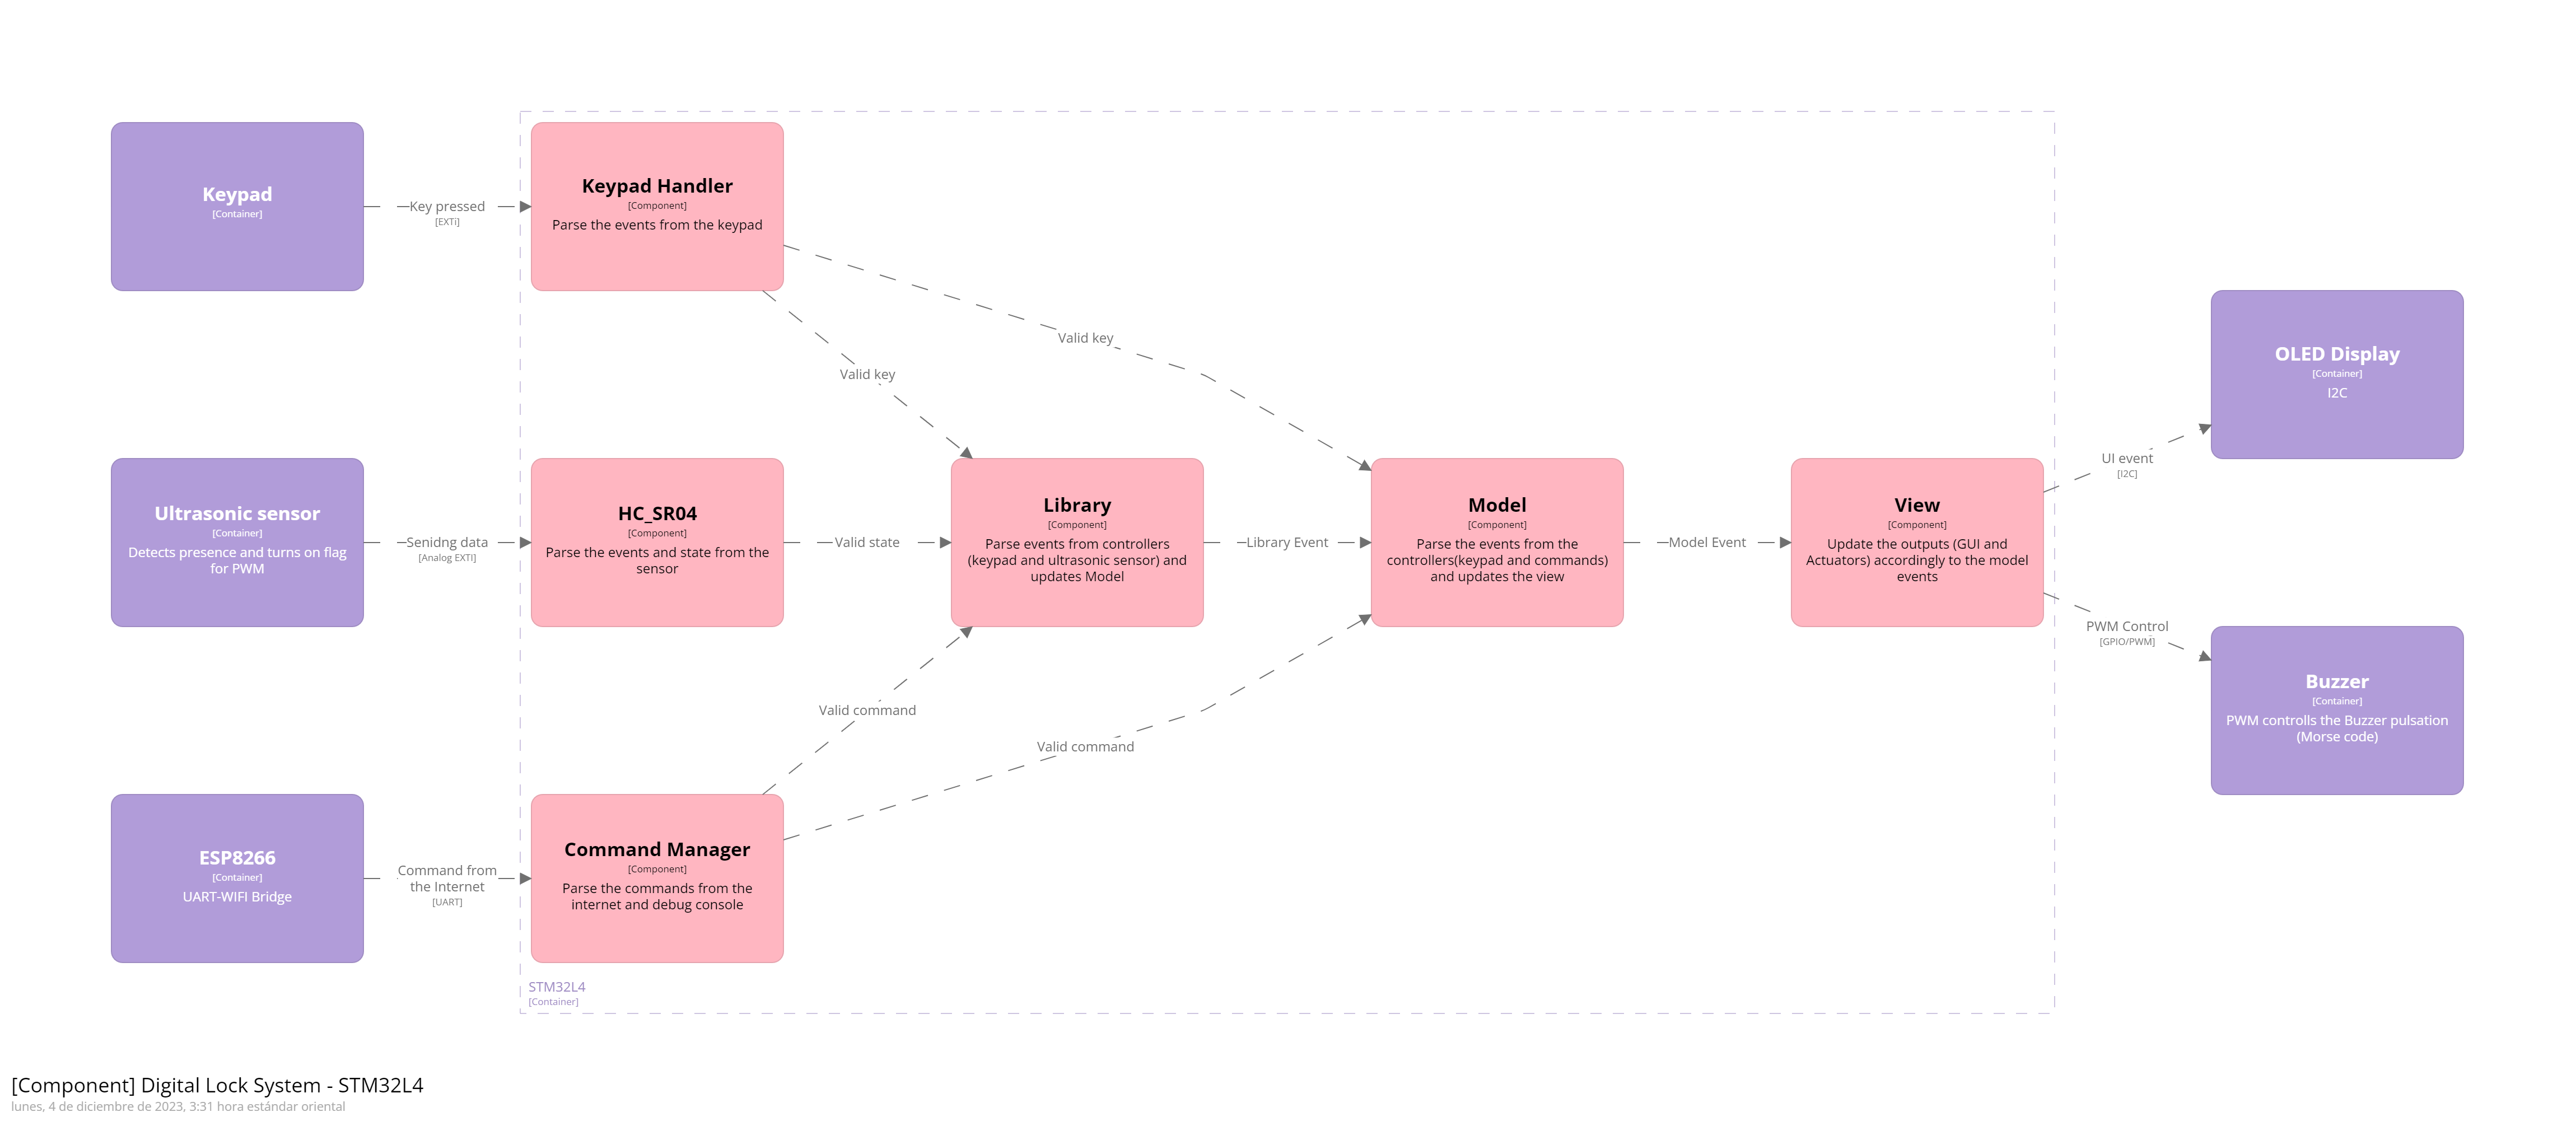 Keypad
[Container]
Key pressed
[EXTi]
Keypad Handler
[Component]
Parse the events from the keypad
Valid key
Valid key
Ultrasonic sensor
[Container]
Detects presence and turns on flag
for PWM
Senidng data
[Analog EXTI]
HC_SR04
[Component]
Parse the events and state from the
sensor
Valid state
Library
[Component]
Parse events from controllers
(keypad and ultrasonic sensor) and
updates Model
Library Event
Model
[Component]
Parse the events from the
controllers(keypad and commands)
and updates the view
Model Event
View
[Component]
Update the outputs (GUI and
Actuators) accordingly to the model
events
UI event
[I2C]
OLED Display
[Container]
I2C
PWM Control
[GPIO/PWM]
Buzzer
[Container]
PWM controlls the Buzzer pulsation
(Morse code)
Valid command
Valid command
ESP8266
[Container]
UART-WIFI Bridge
Command from
the Internet
[UART]
Command Manager
[Component]
Parse the commands from the
internet and debug console
STM32L4
[Container]
[Component] Digital Lock System - STM32L4
lunes, 4 de diciembre de 2023, 3:31 hora estándar oriental